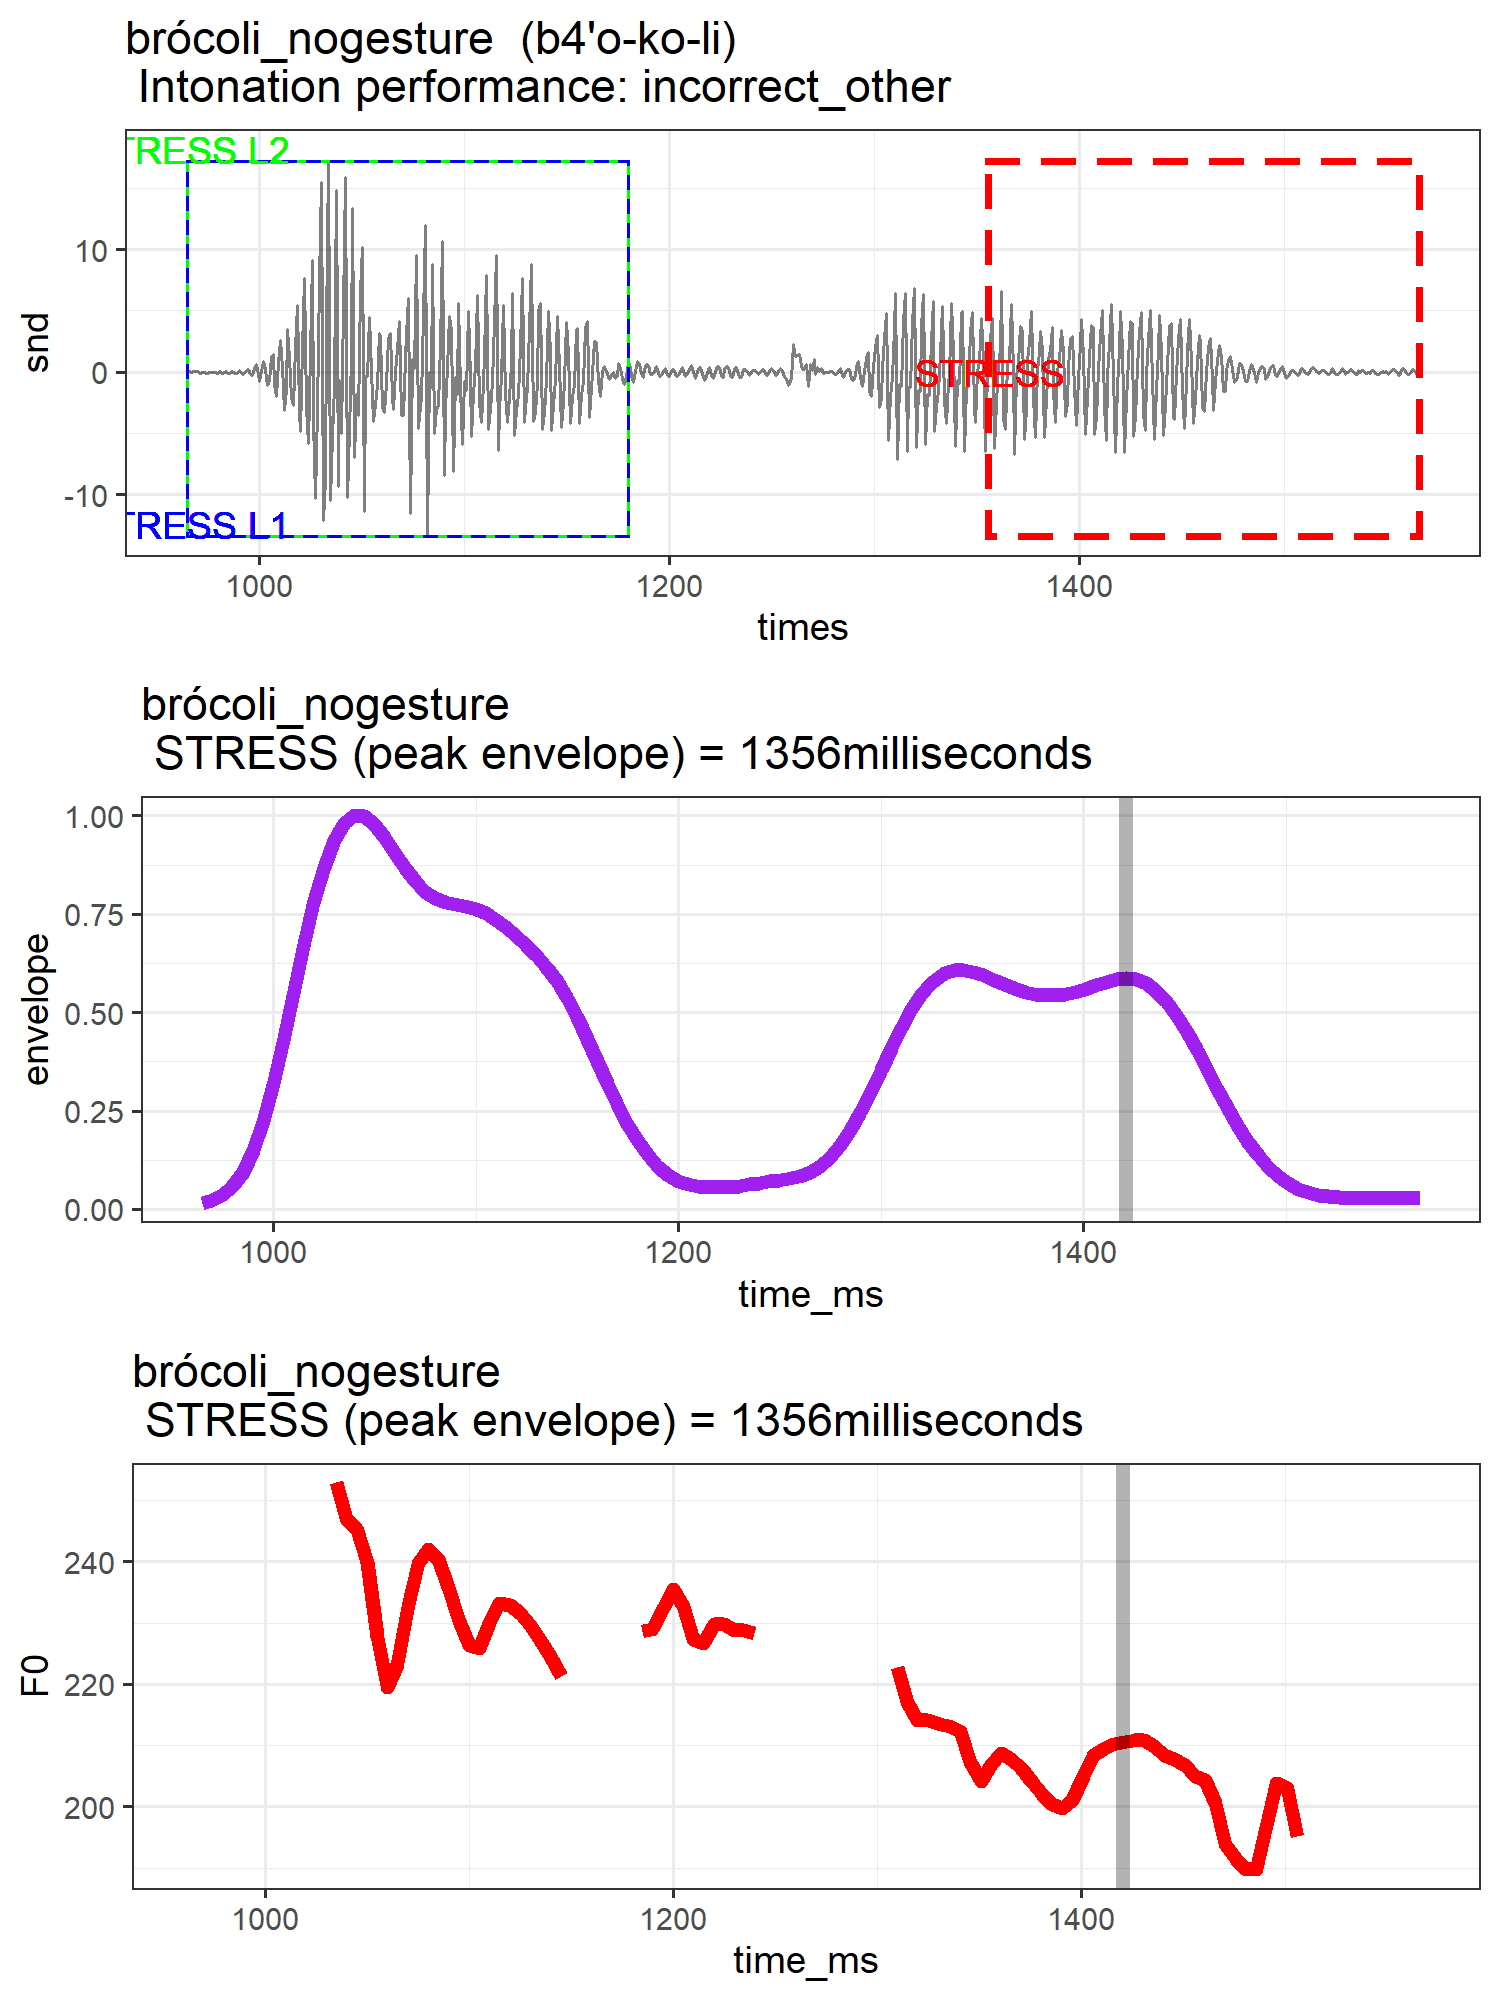 brócoli_nogesture  (b4'o-ko-li)
Intonation performance: incorrect_other
TRESS L2
10
0
-10
snd
STRESS
TRESS L1
1000 1200 1400
times
brócoli_nogesture
STRESS (peak envelope) = 1356milliseconds
1.00
0.75
0.50
0.25
0.00
envelope
1000 1200 1400
time_ms
brócoli_nogesture
STRESS (peak envelope) = 1356milliseconds
240
220
200
F0
1000 1200 1400
time_ms